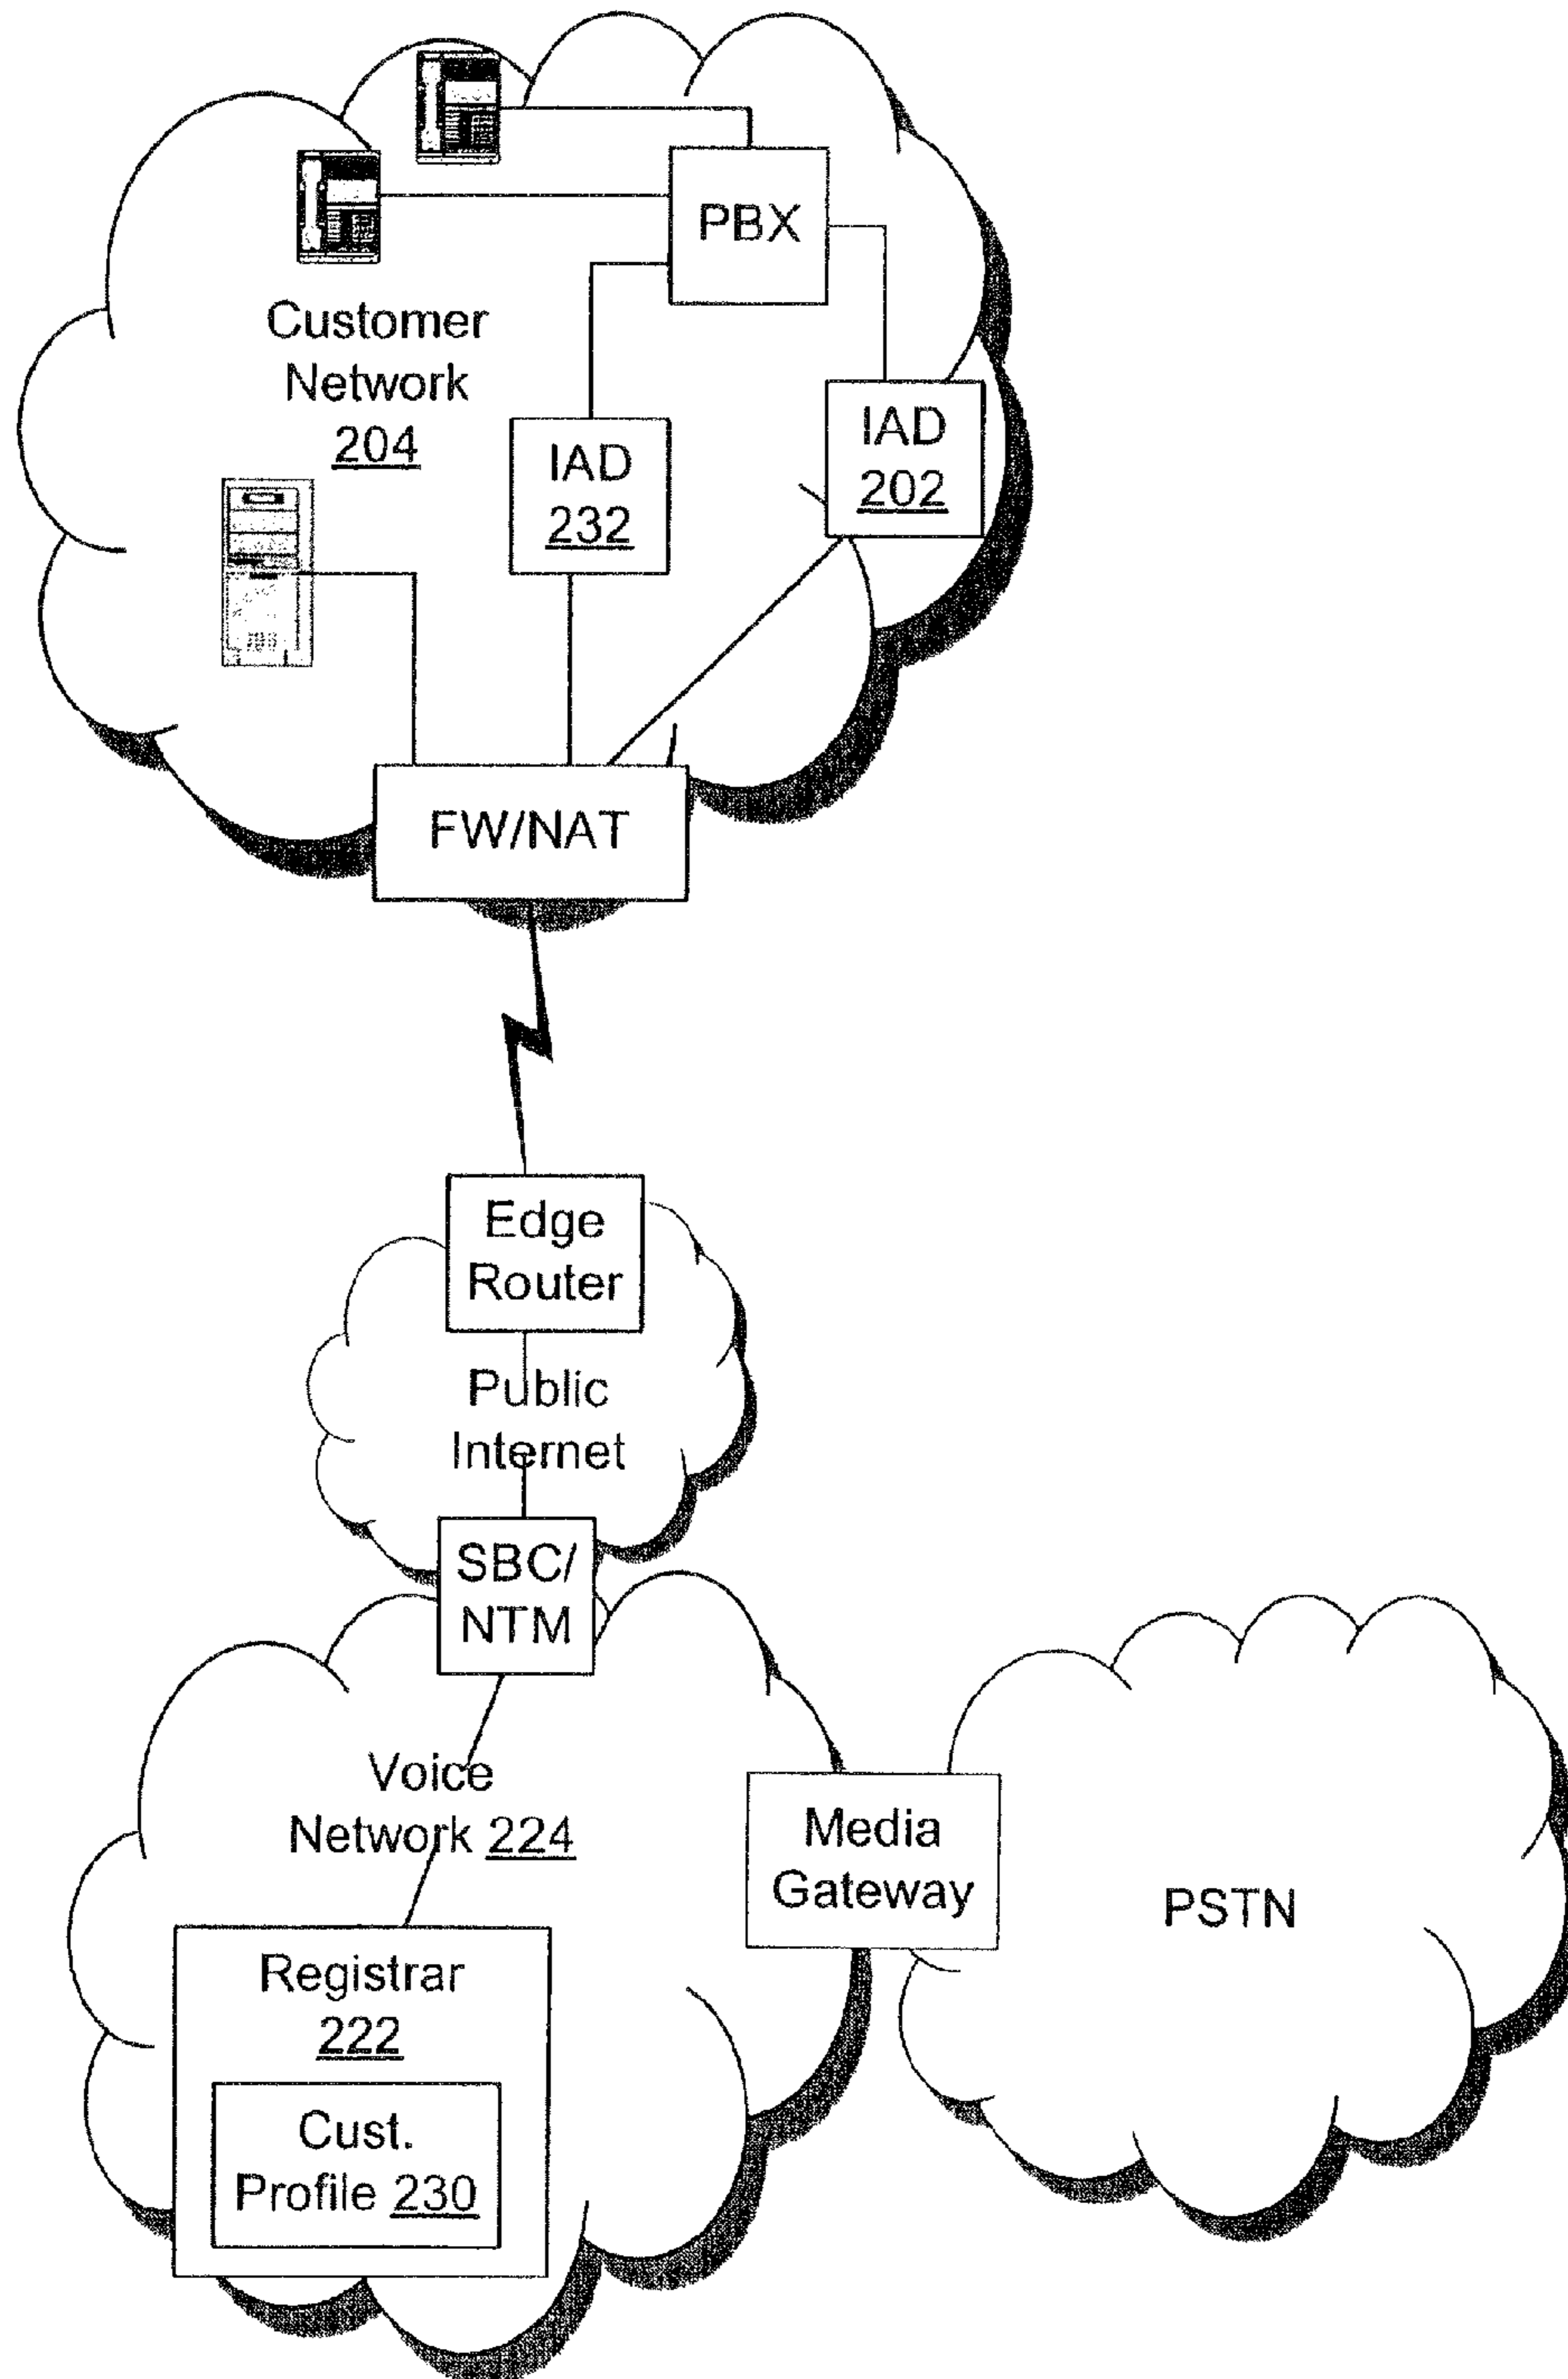 PBX
Customer
Network
204
IAD
202
IAD
232
FW/NAT
Edge
Router
Public
Internet
SBC/
NTM
Voice
Network 224
Media
Gateway
PSTN
Registrar
222
Cust.
Profile 230